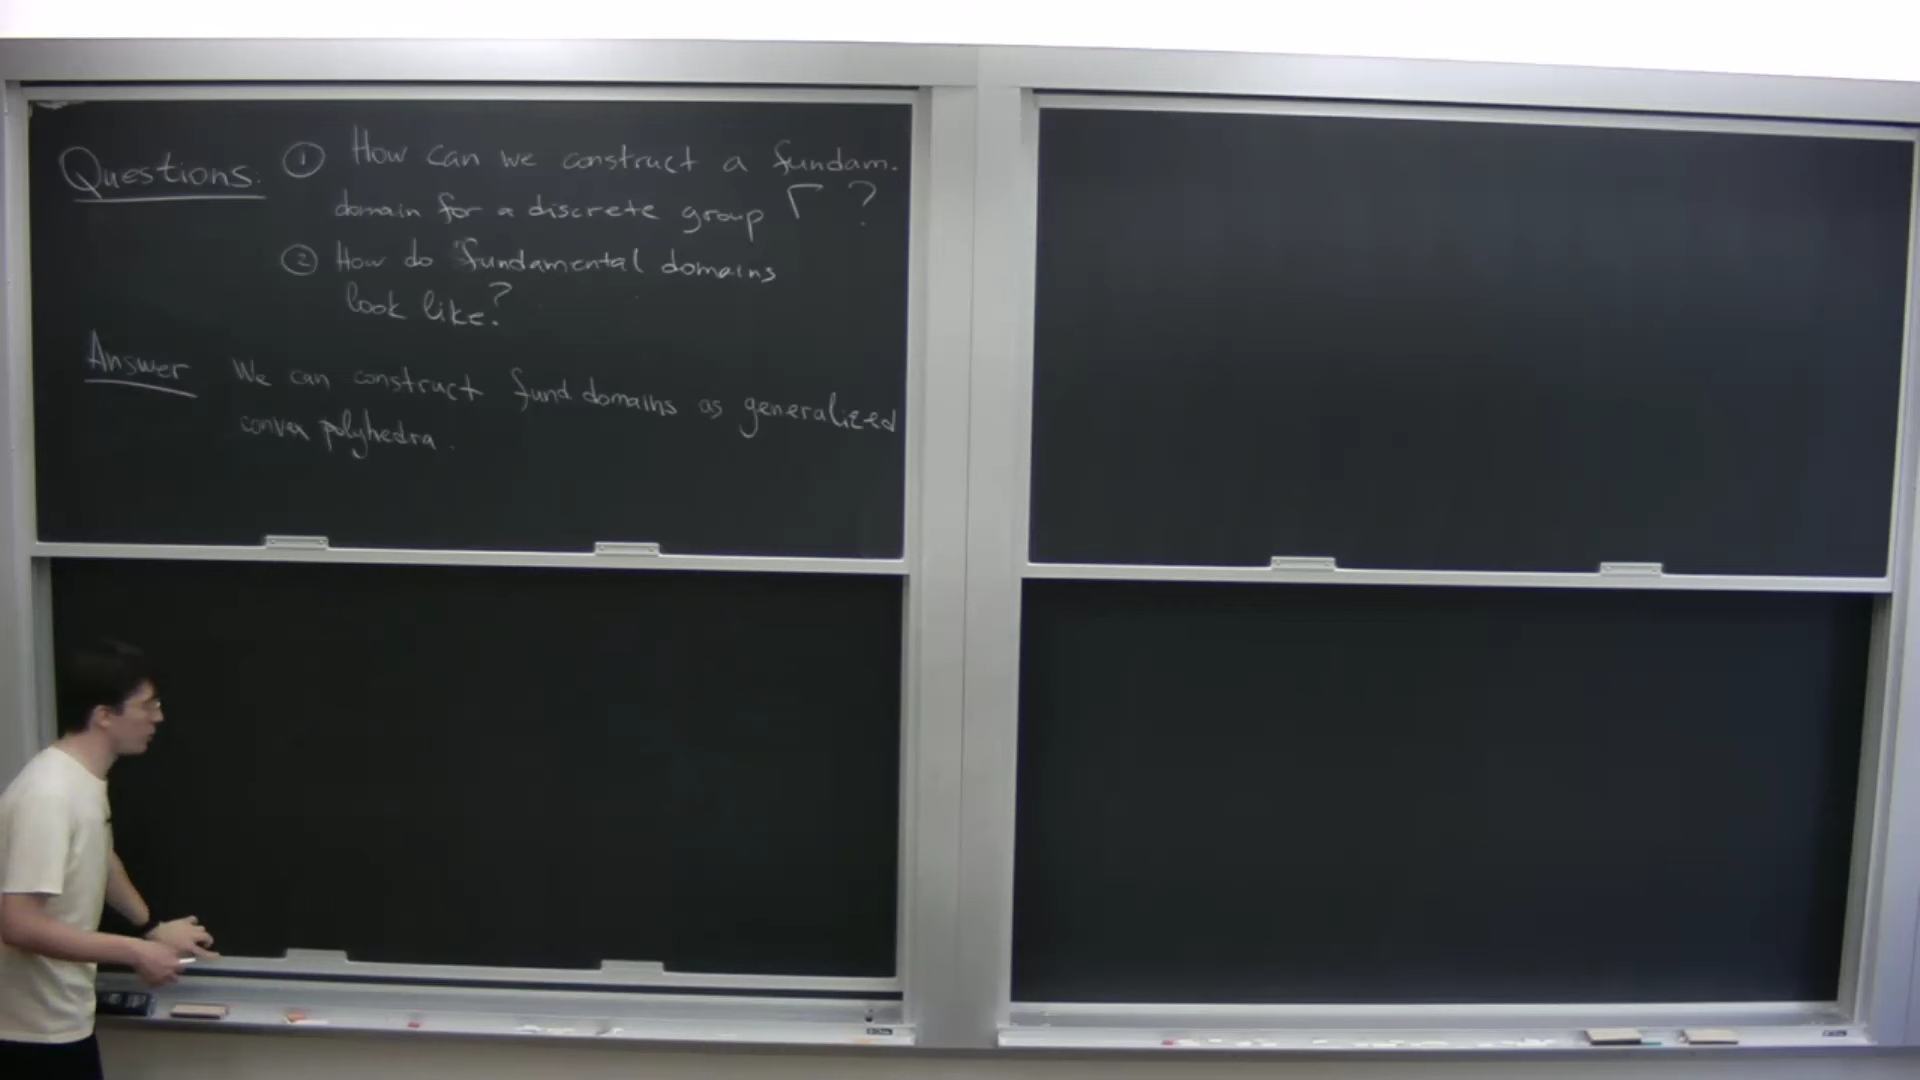 Questions: ① How can we construct a fundam.
domain for a discrete group Γ ?
② How do fundamental domains
look like?
Answer We can construct fund domains as generalized
convex polyhedra.